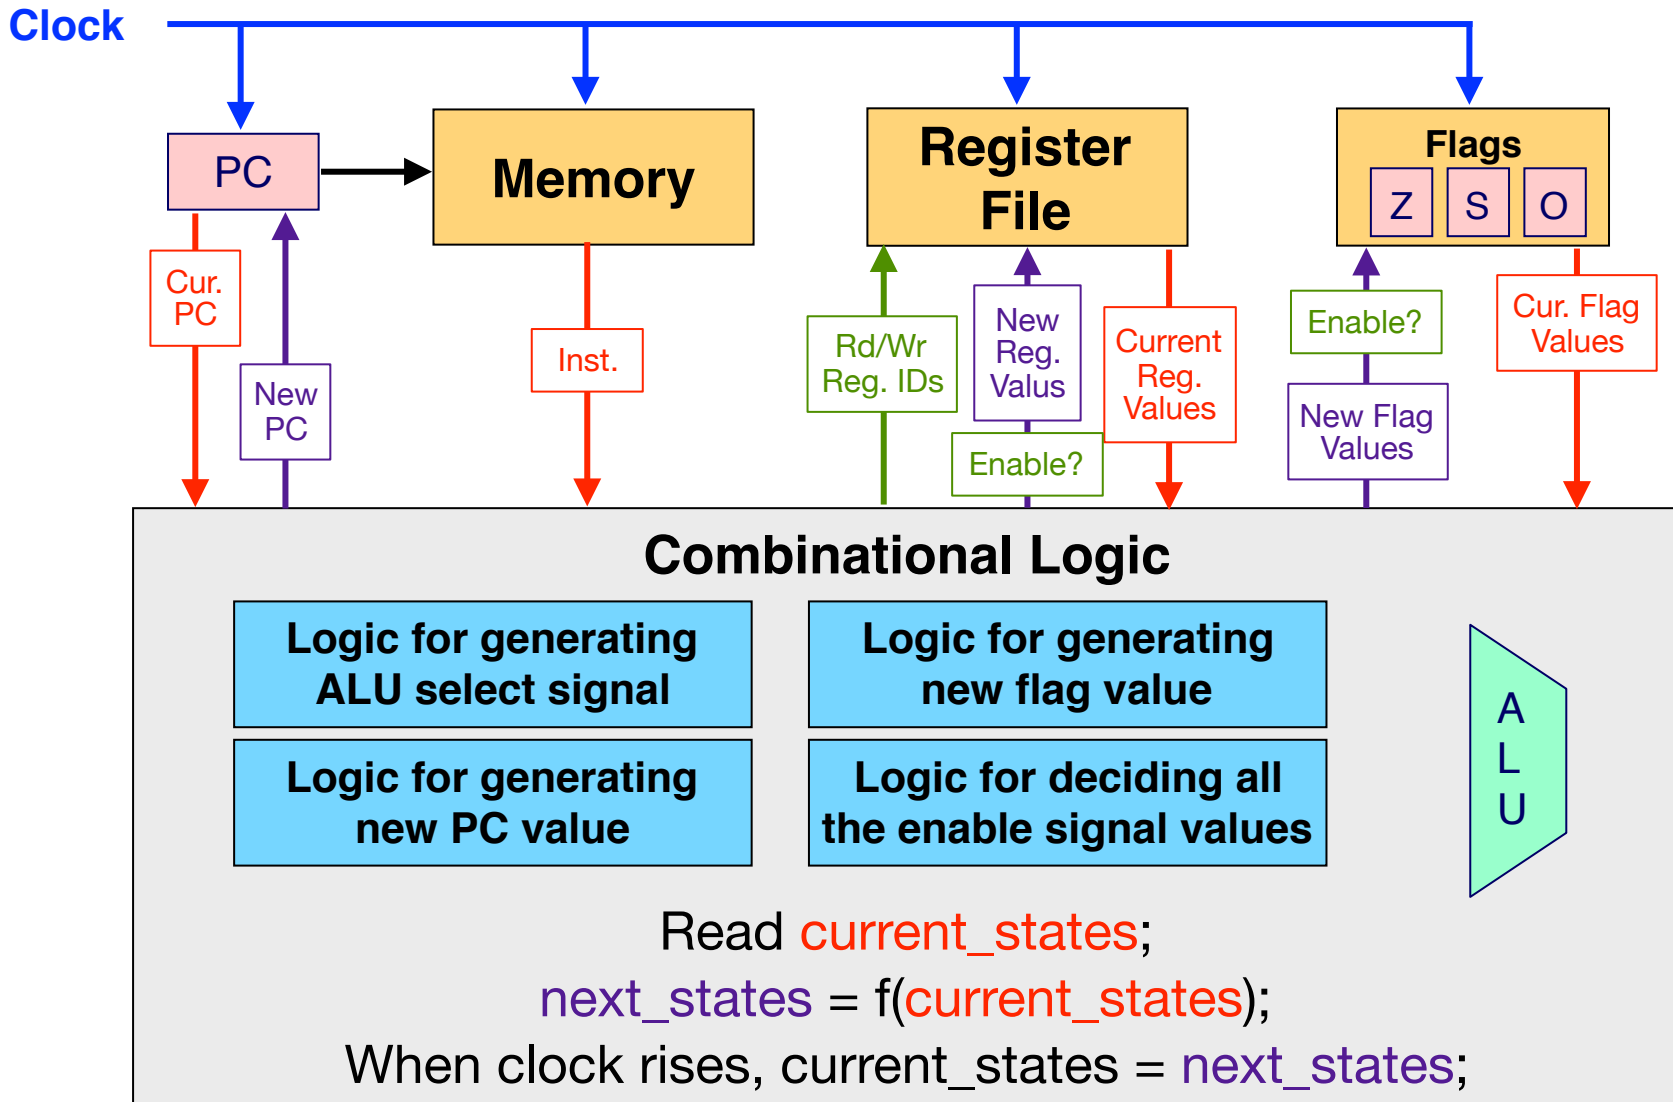 Clock
PC
Memory
Register
File
Flags
Z S O
Cur.
PC
New
PC
Inst.
Rd/Wr
Reg. IDs
New
Reg.
Valus
Enable?
Current
Reg.
Values
Enable?
New Flag
Values
Cur. Flag
Values
Combinational Logic
Logic for generating
ALU select signal
Logic for generating
new flag value
Logic for generating
new PC value
Logic for deciding all
the enable signal values
A
L
U
Read current_states;
next_states = f(current_states);
When clock rises, current_states = next_states;